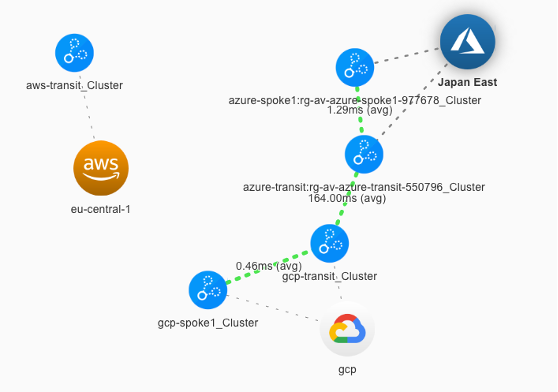 aws-transit_Cluster
aws
eu-central-1
Japan East
azure-spoke1:rg-av-azure-spoke1-977678_Cluster
1.29ms (avg)
azure-transit:rg-av-azure-transit-550796_Cluster
164.00ms (avg)
0.46ms (avg)
gcp-transit_Cluster
gcp-spoke1_Cluster
gcp